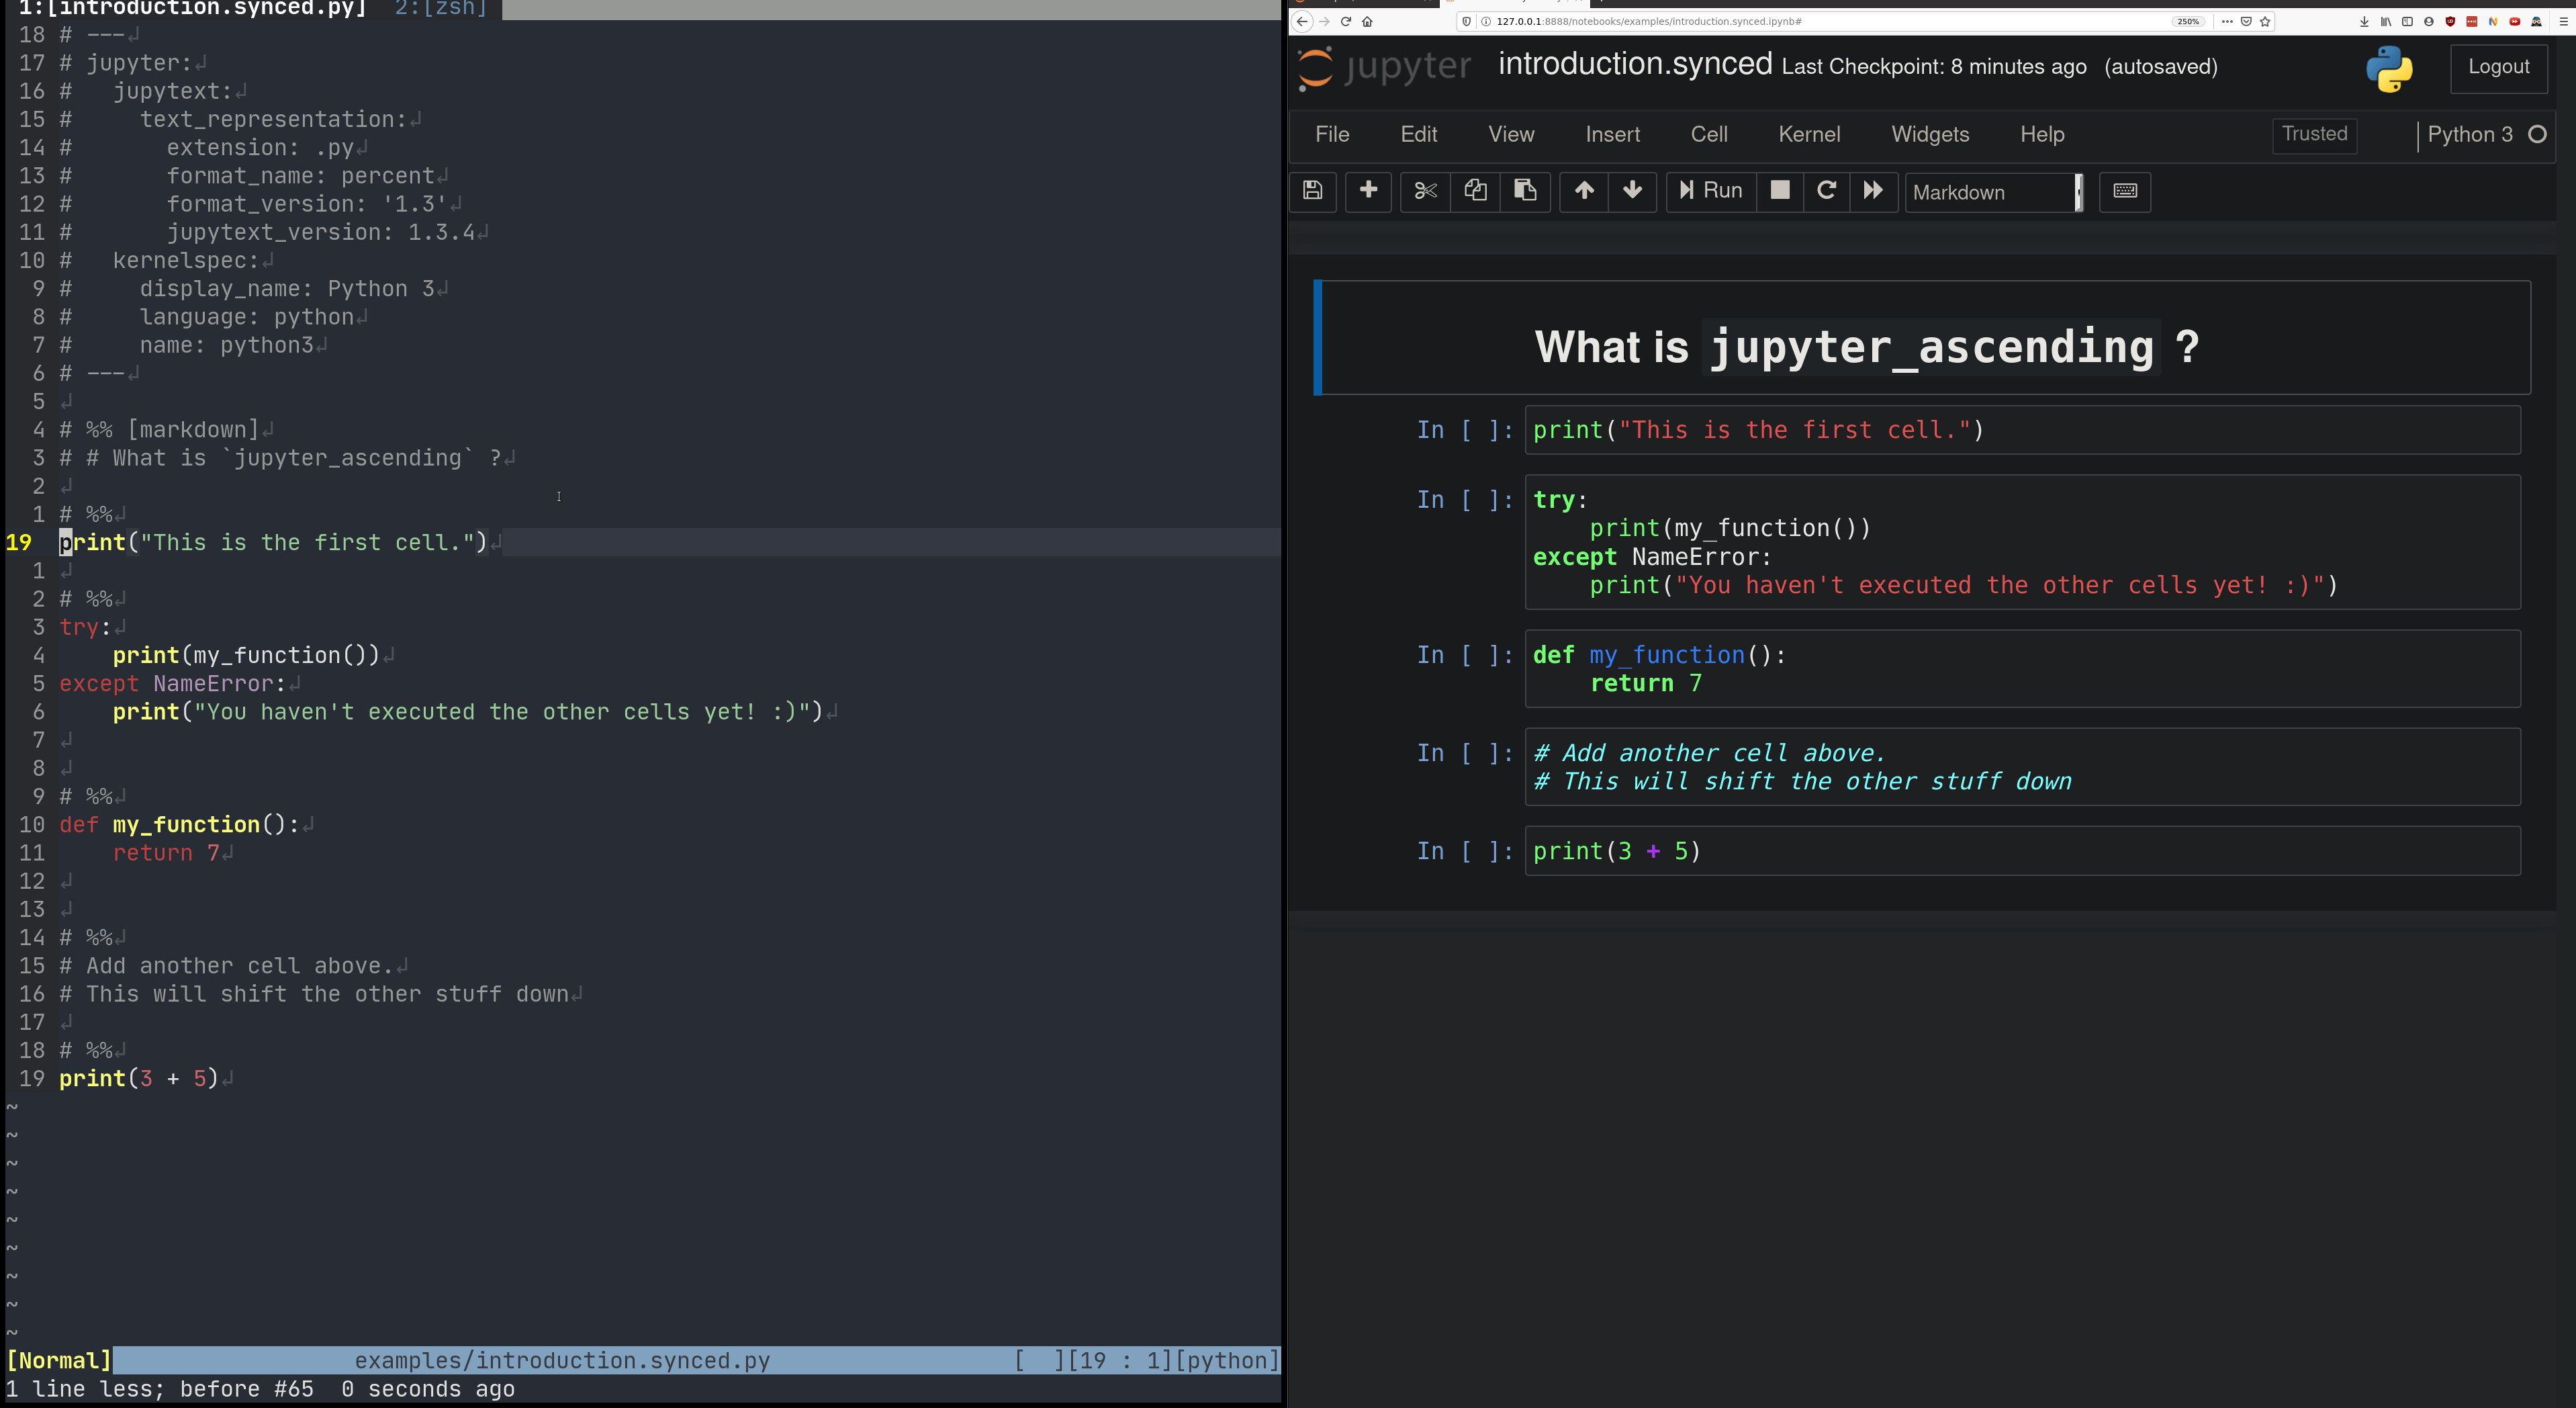 1:[introduction.synced.py]  2:[zsh]
18 # ---↲
17 # jupyter:↲
16 #   jupytext:↲
15 #     text_representation:↲
14 #       extension: .py↲
13 #       format_name: percent↲
12 #       format_version: '1.3'↲
11 #       jupytext_version: 1.3.4↲
10 #   kernelspec:↲
9 #     display_name: Python 3↲
8 #     language: python↲
7 #     name: python3↲
6 # ---↲
5 ↲
4 # %% [markdown]↲
3 # # What is `jupyter_ascending` ?↲
2 ↲
1 # %%↲
19 print("This is the first cell.")↲
1 ↲
2 # %%↲
3 try:↲
4     print(my_function())↲
5 except NameError:↲
6     print("You haven't executed the other cells yet! :)")↲
7 ↲
8 ↲
9 # %%↲
10 def my_function():↲
11     return 7↲
12 ↲
13 ↲
14 # %%↲
15 # Add another cell above.↲
16 # This will shift the other stuff down↲
17 ↲
18 # %%↲
19 print(3 + 5)↲
~
~
~
~
~
~
~
~
~
[Normal] examples/introduction.synced.py [  ][19 : 1][python]
1 line less; before #65  0 seconds ago
127.0.0.1:8888/notebooks/examples/introduction.synced.ipynb# 250%
jupyter introduction.synced Last Checkpoint: 8 minutes ago (autosaved) Logout
File Edit View Insert Cell Kernel Widgets Help Trusted Python 3
Run Markdown
What is jupyter_ascending ?
In [ ]: print("This is the first cell.")
In [ ]: try:
    print(my_function())
except NameError:
    print("You haven't executed the other cells yet! :)")
In [ ]: def my_function():
    return 7
In [ ]: # Add another cell above.
# This will shift the other stuff down
In [ ]: print(3 + 5)